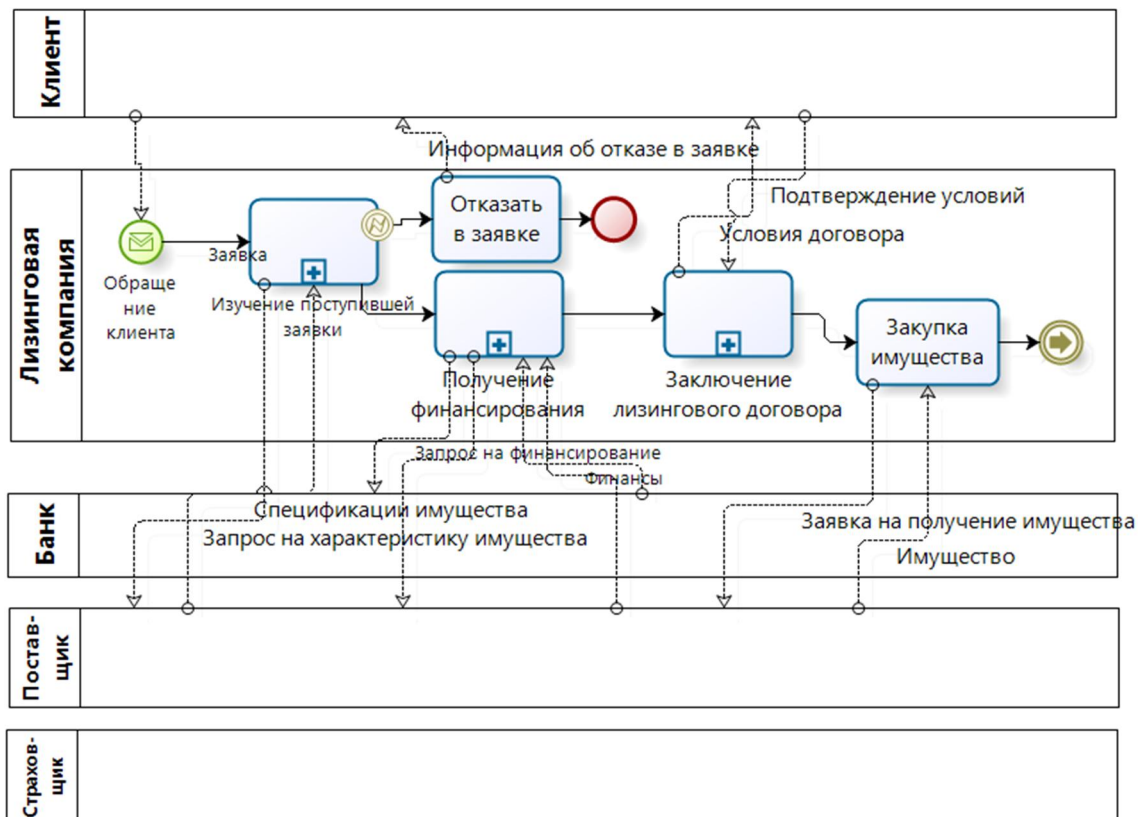 Клиент
Информация об отказе в заявке
Лизинговая
компания
Отказать
в заявке
Подтверждение условий
Условия договора
Заявка
Обраще
ние
клиента
Изучение поступившей
заявки
Закупка
имущества
Получение
финансирования
Заключение
лизингового договора
Запрос на финансирование
Финансы
Банк
Спецификации имущества
Запрос на характеристику имущества
Заявка на получение имущества
Имущество
Постав-
щик
Страхов-
щик